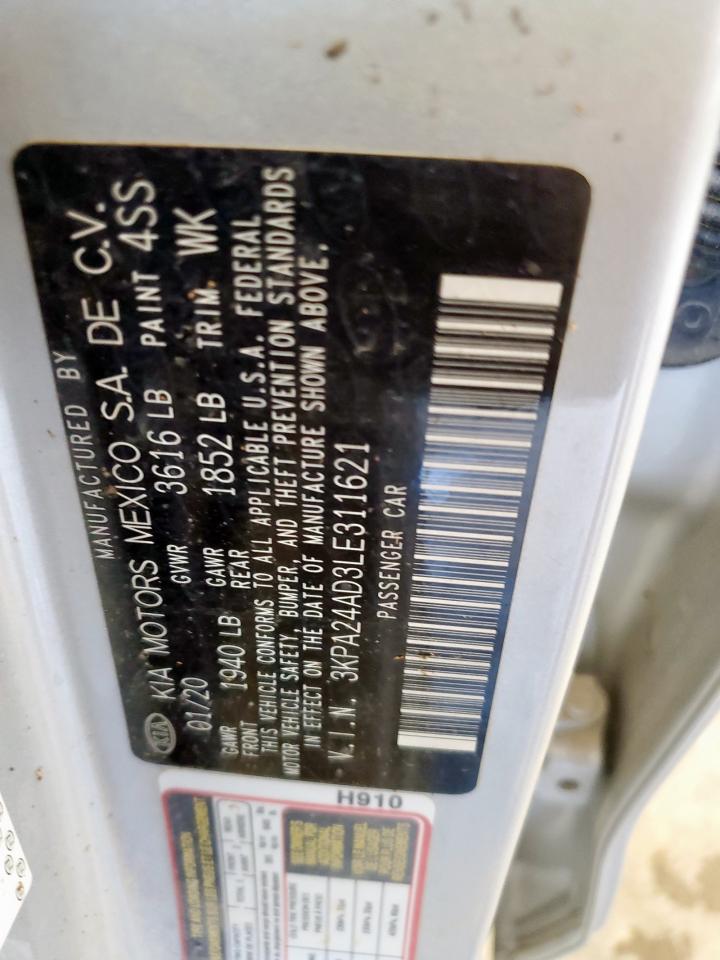 MANUFACTURED BY
KIA KIA MOTORS MEXICO S.A. DE C.V.
01/20 GVWR 3616 LB PAINT 4SS
GAWR FRONT 1940 LB GAWR REAR 1852 LB TRIM WK
THIS VEHICLE CONFORMS TO ALL APPLICABLE U.S.A. FEDERAL
MOTOR VEHICLE SAFETY, BUMPER, AND THEFT PREVENTION STANDARDS
IN EFFECT ON THE DATE OF MANUFACTURE SHOWN ABOVE.
V.I.N. 3KPA24AD3LE311621
PASSENGER CAR
H910